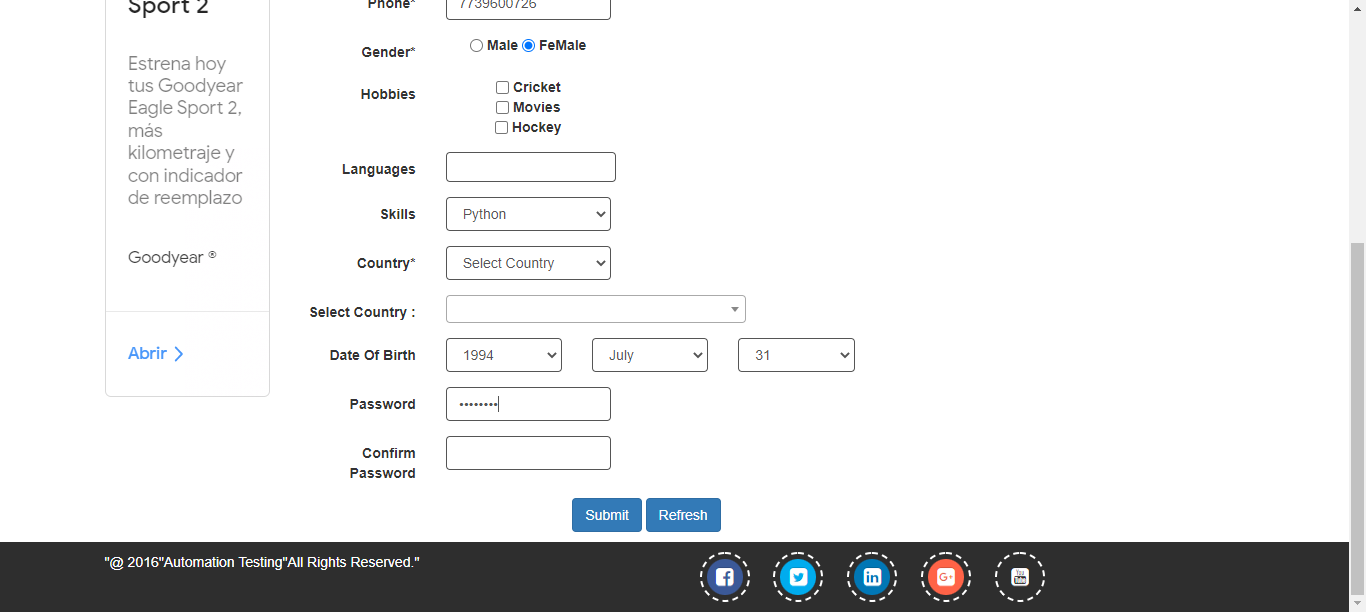 Sport 2
Estrena hoy
tus Goodyear
Eagle Sport 2,
más
kilometraje y
con indicador
de reemplazo
Goodyear ®
Abrir
Phone* 7739600726
Gender* Male FeMale
Hobbies Cricket
Movies
Hockey
Languages
Skills Python
Country* Select Country
Select Country :
Date Of Birth 1994 July 31
Password ••••••••
Confirm
Password
Submit Refresh
"@ 2016"Automation Testing"All Rights Reserved."
f in G+ You Tube